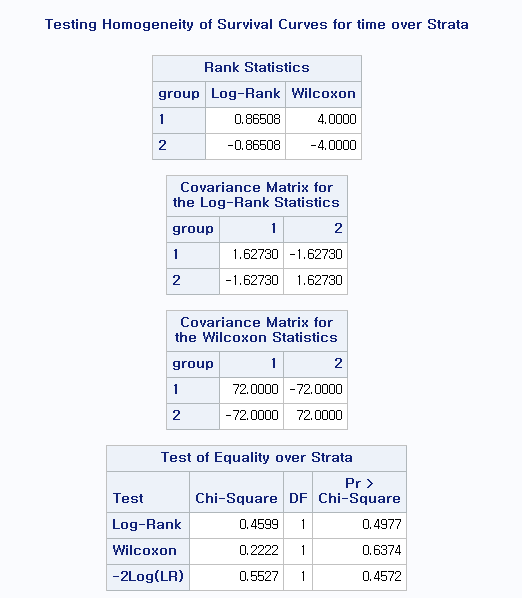 Testing Homogeneity of Survival Curves for time over Strata
Rank Statistics
group Log-Rank Wilcoxon
1 0.86508 4.0000
2 -0.86508 -4.0000
Covariance Matrix for
the Log-Rank Statistics
group 1 2
1 1.62730 -1.62730
2 -1.62730 1.62730
Covariance Matrix for
the Wilcoxon Statistics
group 1 2
1 72.0000 -72.0000
2 -72.0000 72.0000
Test of Equality over Strata
Test Chi-Square DF Pr > Chi-Square
Log-Rank 0.4599 1 0.4977
Wilcoxon 0.2222 1 0.6374
-2Log(LR) 0.5527 1 0.4572